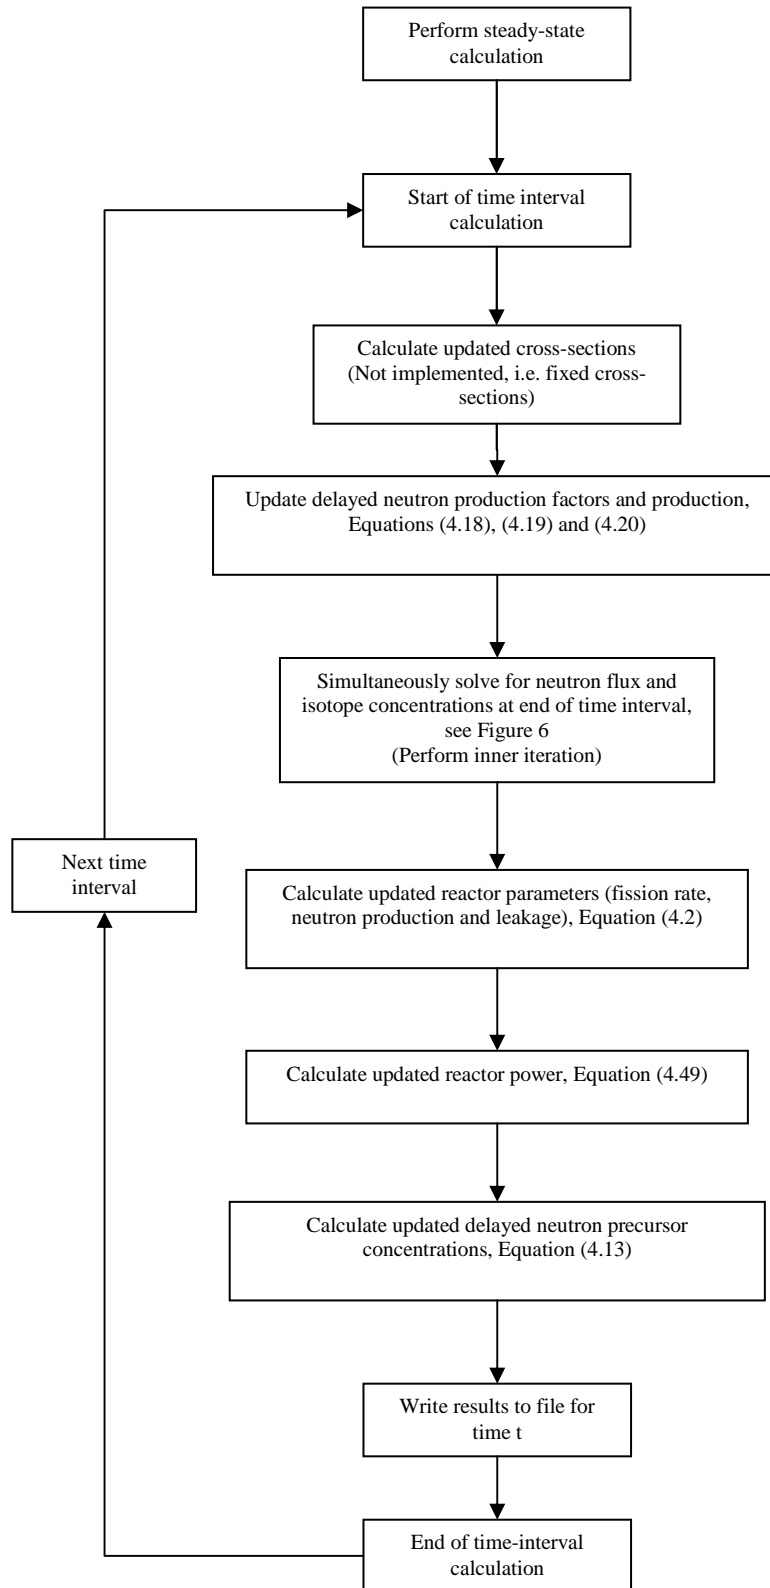 Perform steady-state
calculation
Start of time interval
calculation
Calculate updated cross-sections
(Not implemented, i.e. fixed cross-
sections)
Update delayed neutron production factors and production,
Equations (4.18), (4.19) and (4.20)
Simultaneously solve for neutron flux and
isotope concentrations at end of time interval,
see Figure 6
(Perform inner iteration)
Next time
interval
Calculate updated reactor parameters (fission rate,
neutron production and leakage), Equation (4.2)
Calculate updated reactor power, Equation (4.49)
Calculate updated delayed neutron precursor
concentrations, Equation (4.13)
Write results to file for
time t
End of time-interval
calculation